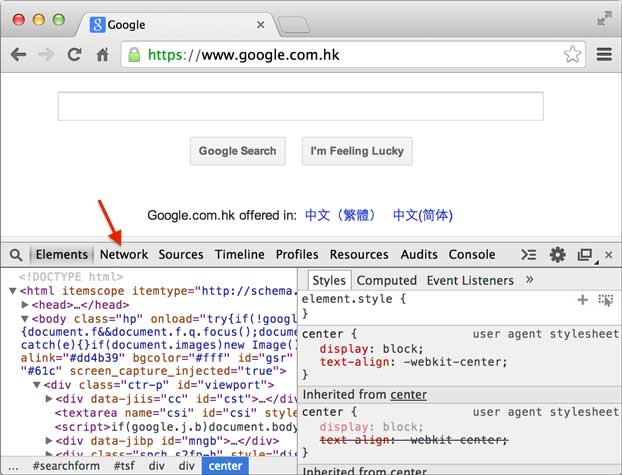 Google
https://www.google.com.hk
Google Search I'm Feeling Lucky
Google.com.hk offered in: 中文（繁體） 中文(简体)
Elements Network Sources Timeline Profiles Resources Audits Console
<!DOCTYPE html>
<html itemscope itemtype="http://schema.
<head>…</head>
<body class="hp" onload="try{if(!googl
{document.f&&document.f.q.focus();docume
catch(e){}if(document.images)new Image()
alink="#dd4b39" bgcolor="#fff" id="gsr"
"#61c" screen_capture_injected="true">
<div class="ctr-p" id="viewport">
<div data-jiis="cc" id="cst">…</div>
<textarea name="csi" id="csi" style
<script>if(google.j.b)document.body
<div data-jibp id="mngb">…</div>
<span class="spch s2fp-h" style=
… #searchform #tsf div div center
Styles Computed Event Listeners »
element.style {
}
center { user agent stylesheet
display: block;
text-align: -webkit-center;
}
Inherited from center
center { user agent stylesheet
display: block;
text-align: -webkit-center;
}
Inherited from center